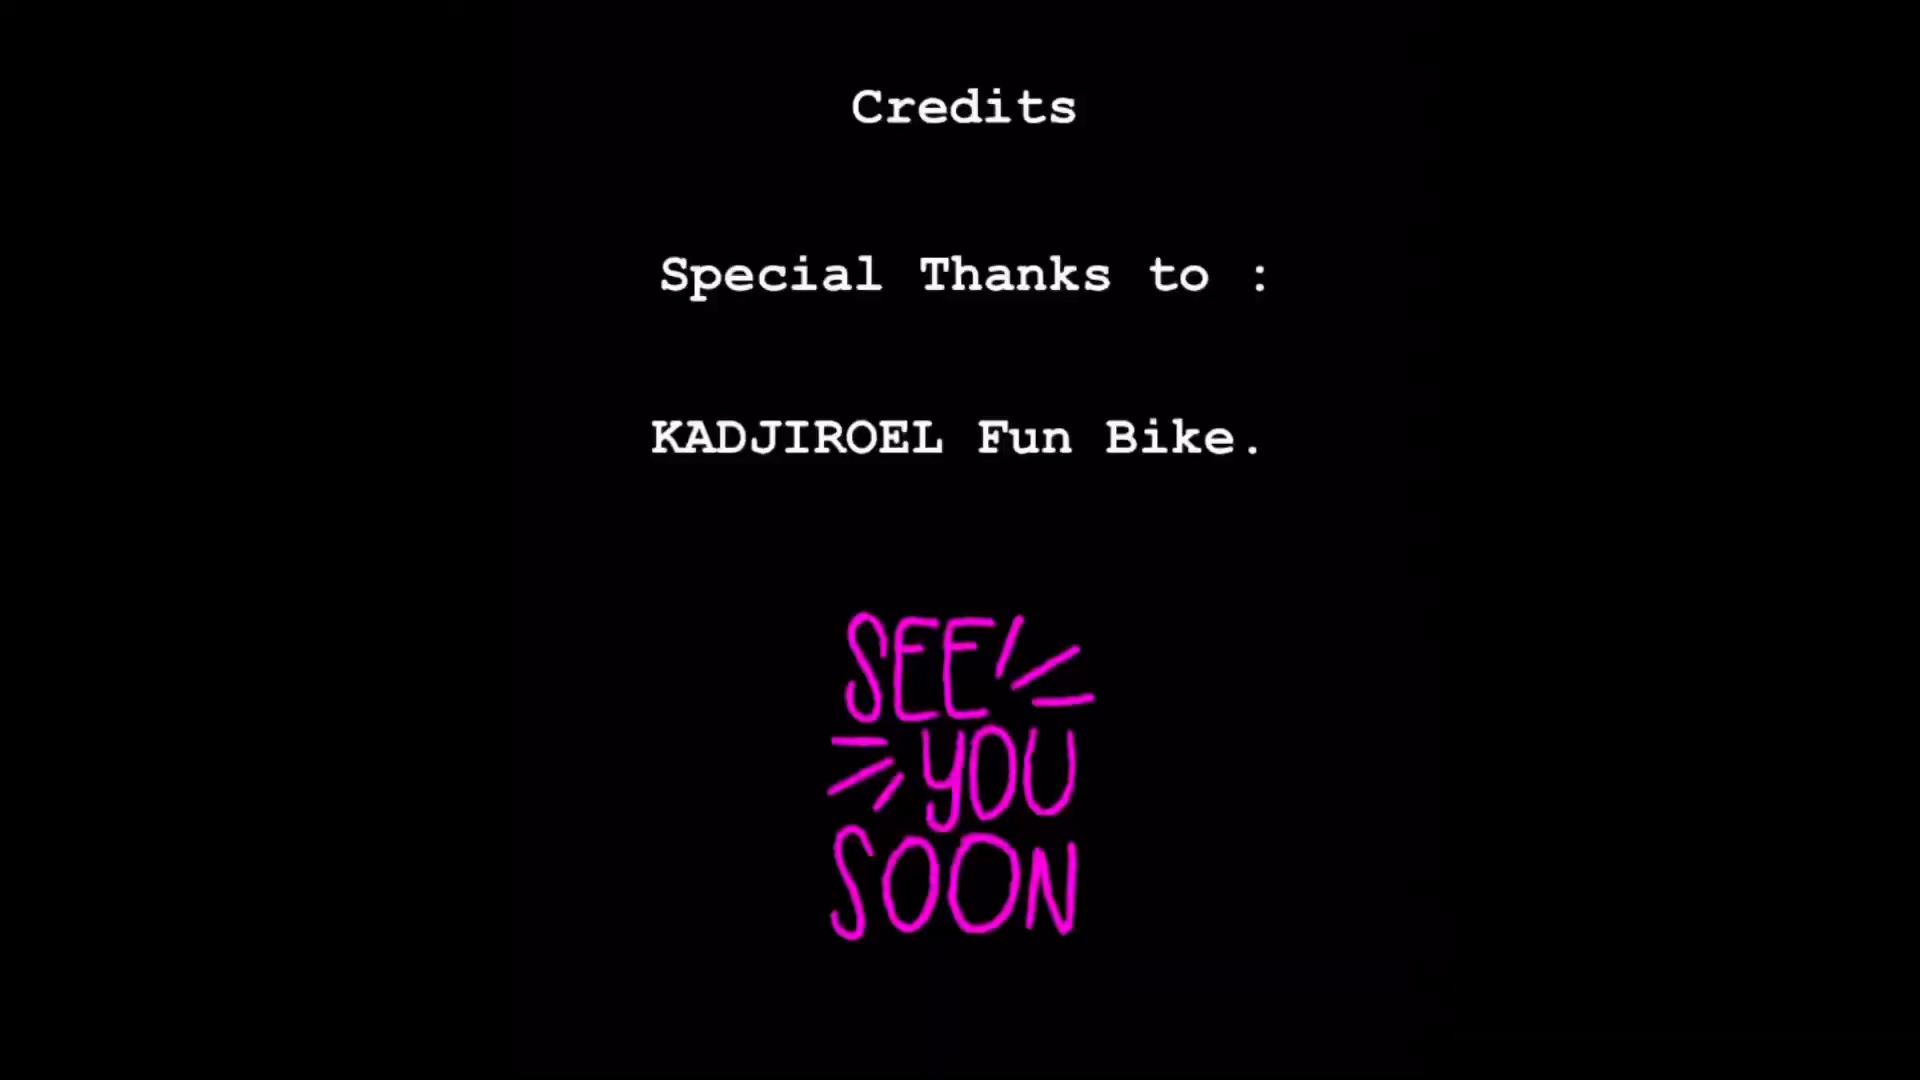 Credits
Special Thanks to :
KADJIROEL Fun Bike.
SEE
YOU
SOON